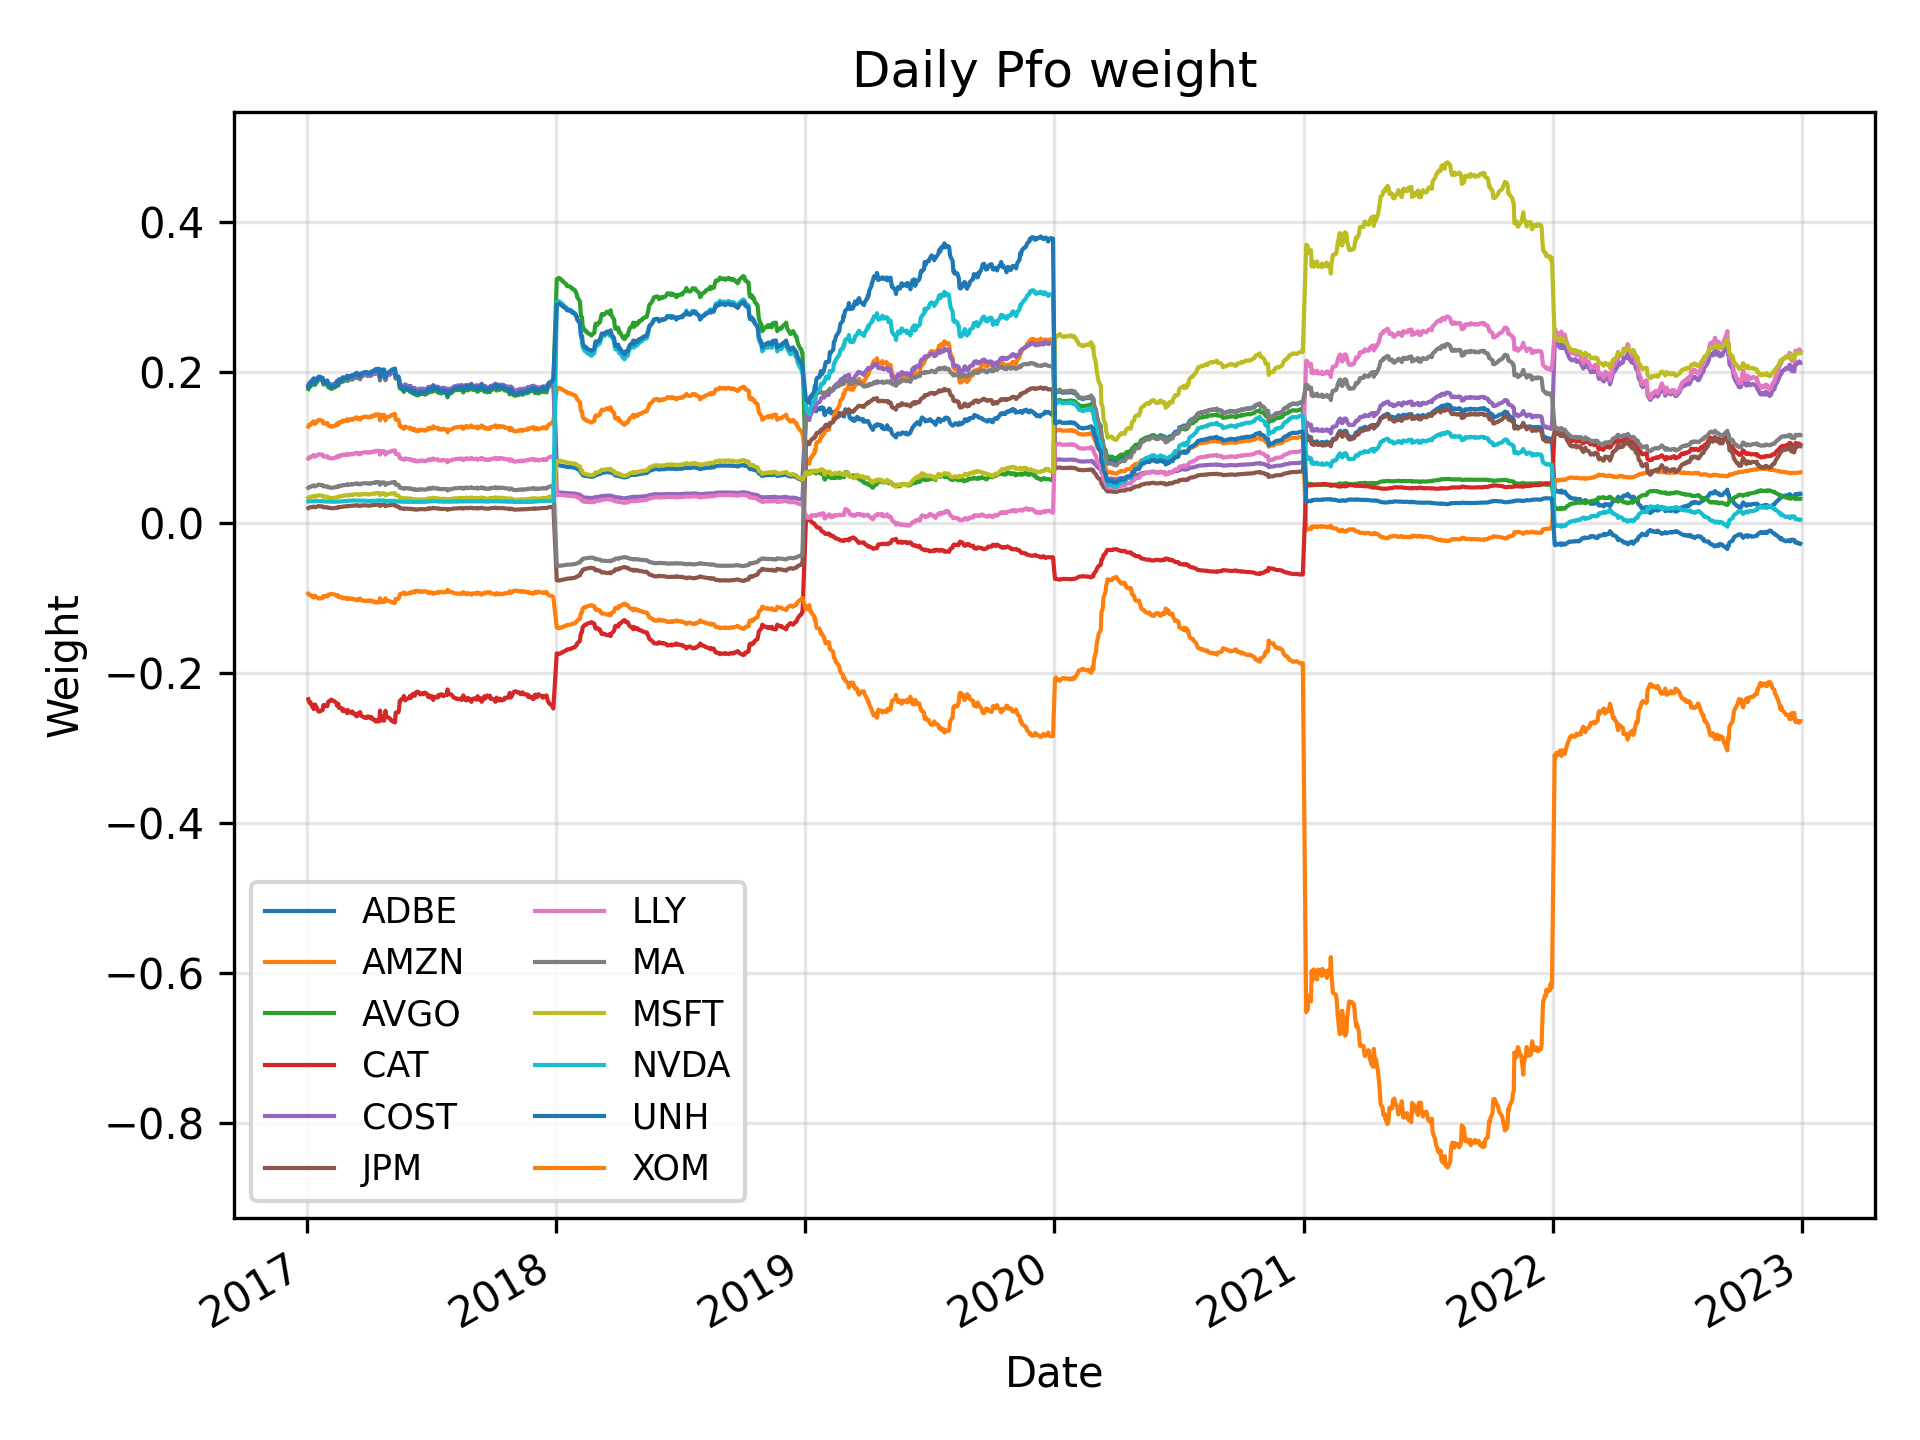 Daily Pfo weight
0.4
0.2
0.0
−0.2
−0.4
−0.6
−0.8
Weight
ADBE
AMZN
AVGO
CAT
COST
JPM
LLY
MA
MSFT
NVDA
UNH
XOM
2017
2018
2019
2020
2021
2022
2023
Date